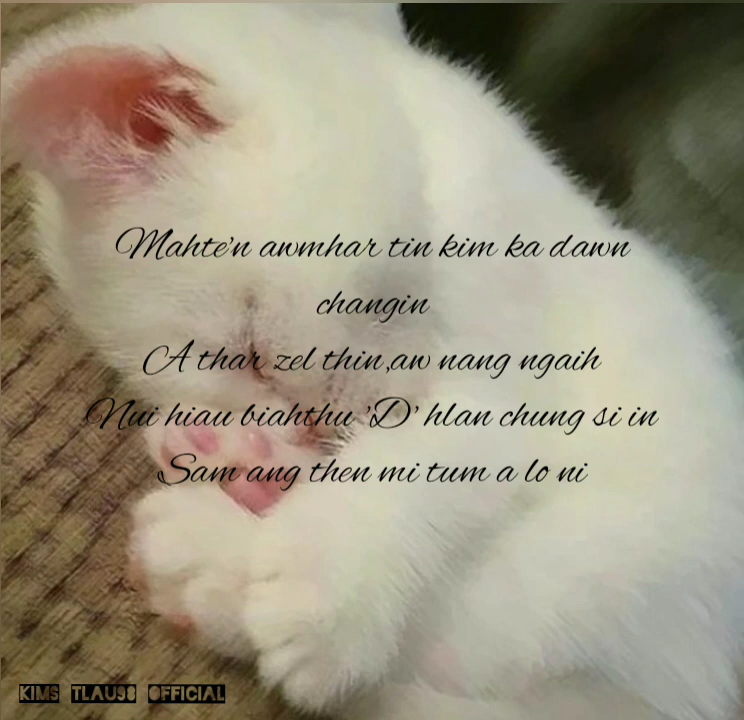 Mahte'n awmhar tin kim ka dawn
changin
A thar zel thin,aw nang ngaih
Nui hiau biahthu 'D' hlan chung si in
Sam ang then mi tum a lo ni
KIMS TLAU98 OFFICIAL